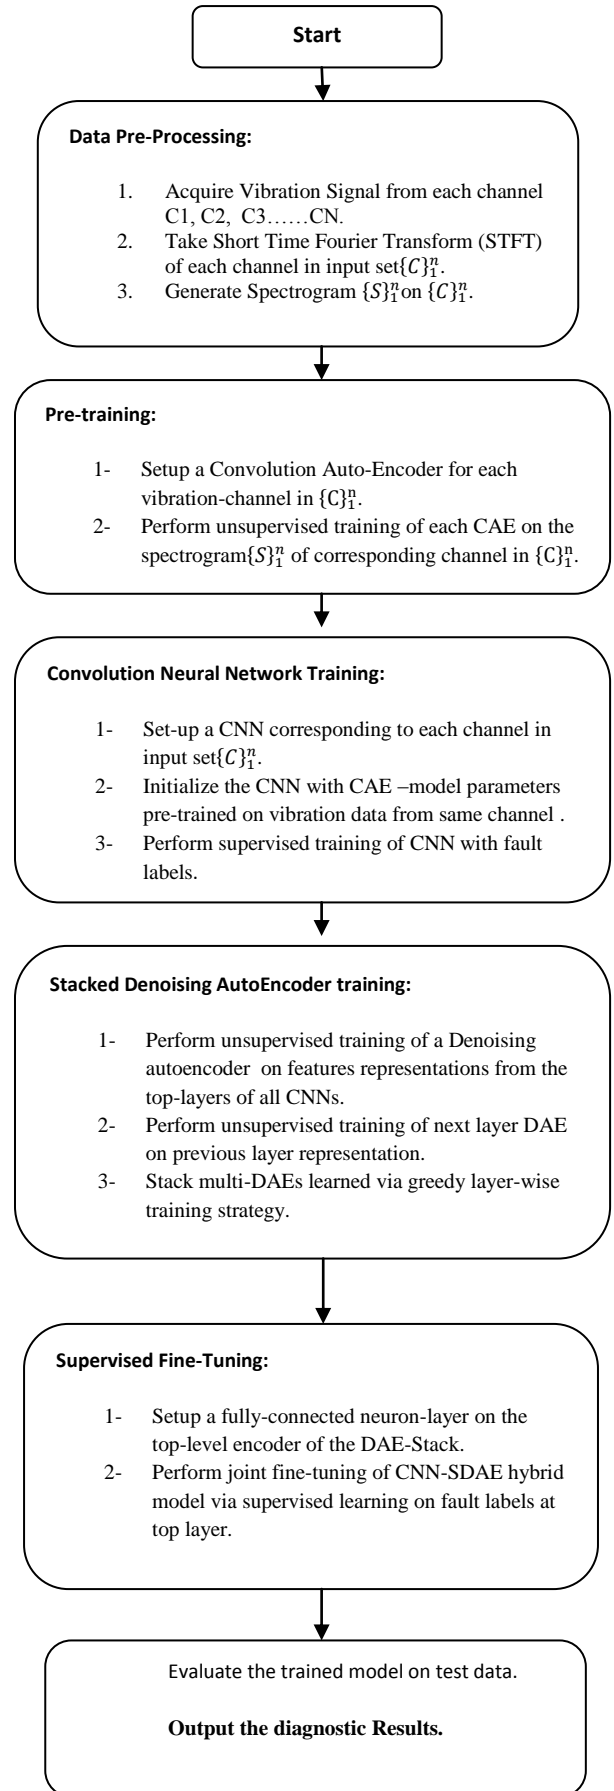 Start
Data Pre-Processing:
1. Acquire Vibration Signal from each channel
C1, C2, C3……CN.
2. Take Short Time Fourier Transform (STFT)
of each channel in input set{𝐶}₁ⁿ.
3. Generate Spectrogram {𝑆}₁ⁿon {𝐶}₁ⁿ.
Pre-training:
1- Setup a Convolution Auto-Encoder for each
vibration-channel in {C}₁ⁿ.
2- Perform unsupervised training of each CAE on the
spectrogram{𝑆}₁ⁿ of corresponding channel in {C}₁ⁿ.
Convolution Neural Network Training:
1- Set-up a CNN corresponding to each channel in
input set{𝐶}₁ⁿ.
2- Initialize the CNN with CAE –model parameters
pre-trained on vibration data from same channel .
3- Perform supervised training of CNN with fault
labels.
Stacked Denoising AutoEncoder training:
1- Perform unsupervised training of a Denoising
autoencoder on features representations from the
top-layers of all CNNs.
2- Perform unsupervised training of next layer DAE
on previous layer representation.
3- Stack multi-DAEs learned via greedy layer-wise
training strategy.
Supervised Fine-Tuning:
1- Setup a fully-connected neuron-layer on the
top-level encoder of the DAE-Stack.
2- Perform joint fine-tuning of CNN-SDAE hybrid
model via supervised learning on fault labels at
top layer.
Evaluate the trained model on test data.
Output the diagnostic Results.